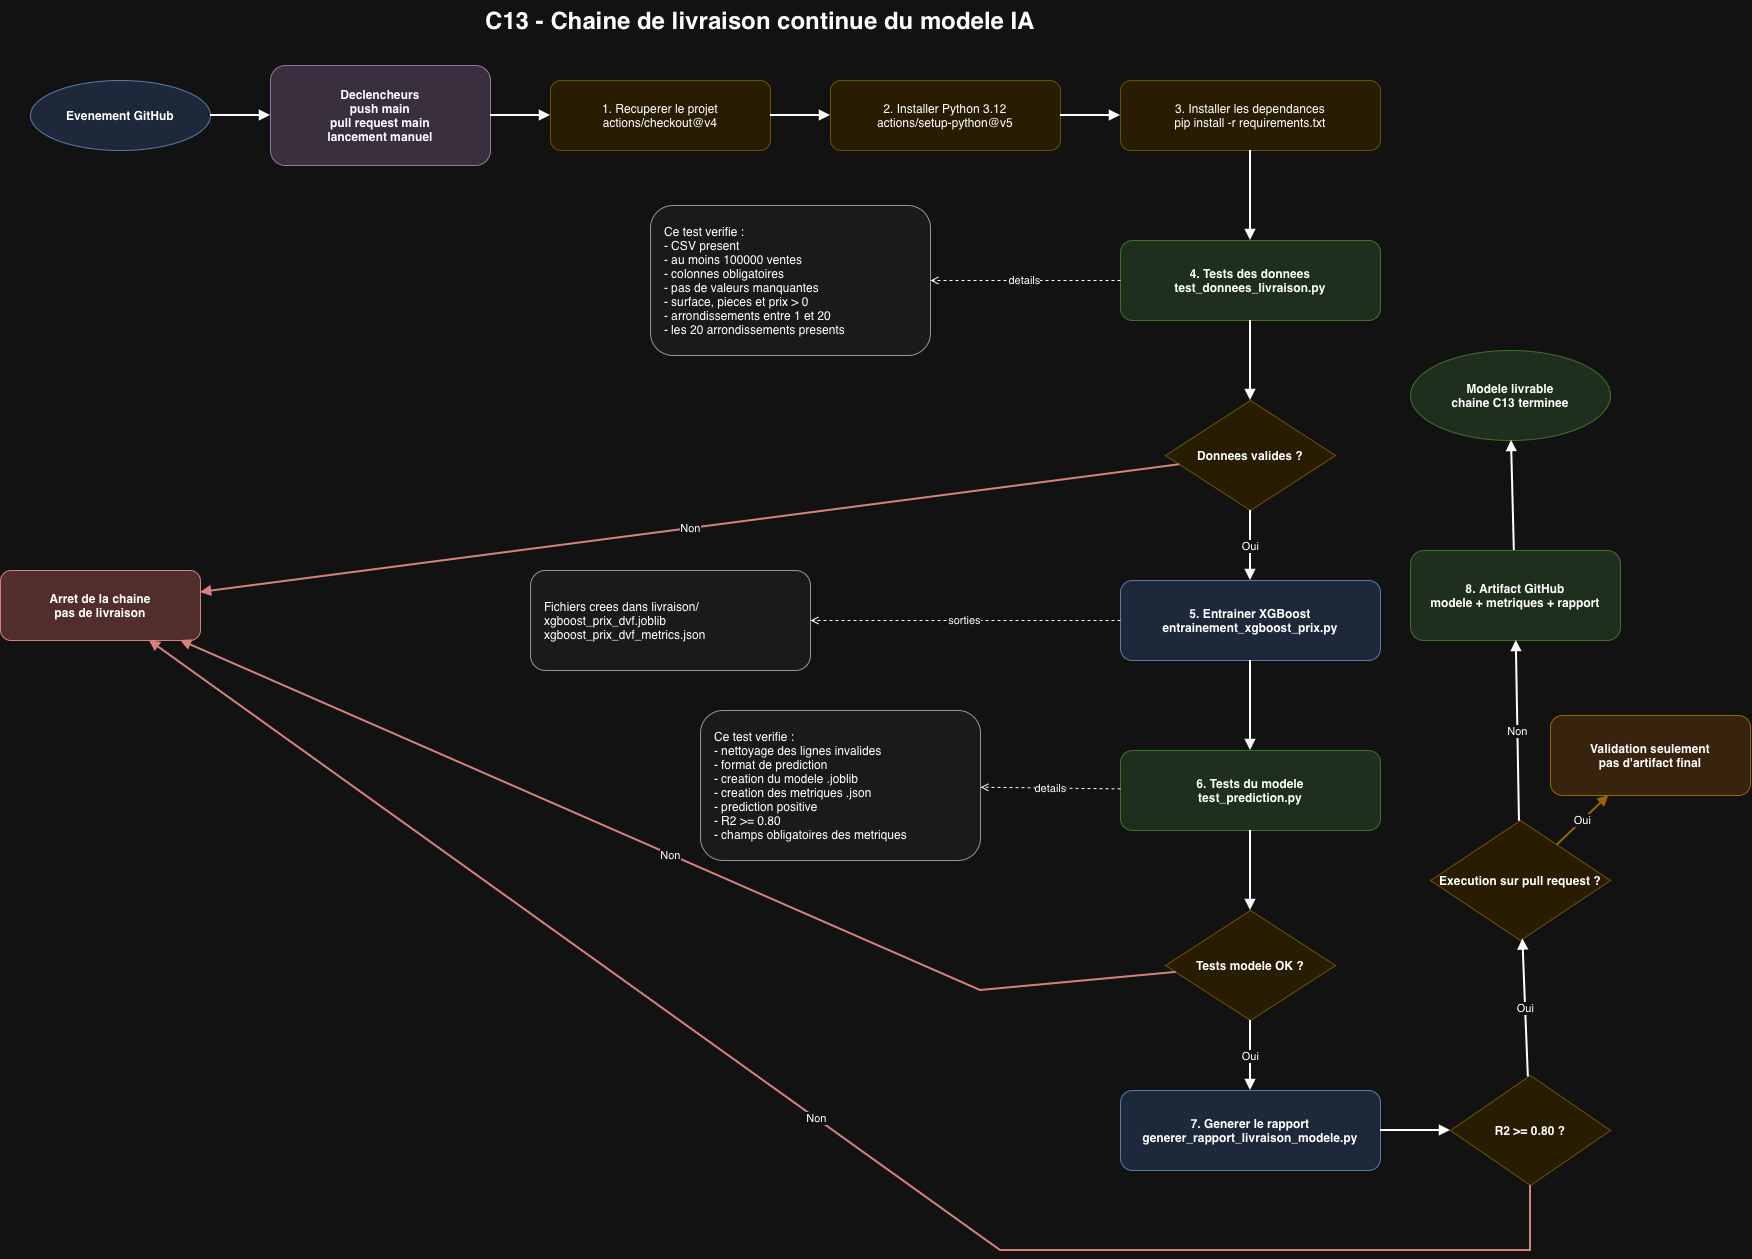 C13 - Chaine de livraison continue du modele IA
Evenement GitHub
Declencheurs
push main
pull request main
lancement manuel
1. Recuperer le projet
actions/checkout@v4
2. Installer Python 3.12
actions/setup-python@v5
3. Installer les dependances
pip install -r requirements.txt
Ce test verifie :
- CSV present
- au moins 100000 ventes
- colonnes obligatoires
- pas de valeurs manquantes
- surface, pieces et prix > 0
- arrondissements entre 1 et 20
- les 20 arrondissements presents
details
4. Tests des donnees
test_donnees_livraison.py
Donnees valides ?
Non
Oui
Arret de la chaine
pas de livraison
Fichiers crees dans livraison/
xgboost_prix_dvf.joblib
xgboost_prix_dvf_metrics.json
sorties
5. Entrainer XGBoost
entrainement_xgboost_prix.py
Ce test verifie :
- nettoyage des lignes invalides
- format de prediction
- creation du modele .joblib
- creation des metriques .json
- prediction positive
- R2 >= 0.80
- champs obligatoires des metriques
details
6. Tests du modele
test_prediction.py
Non
Tests modele OK ?
Oui
7. Generer le rapport
generer_rapport_livraison_modele.py
Non
R2 >= 0.80 ?
Oui
Execution sur pull request ?
Oui
Validation seulement
pas d'artifact final
Non
8. Artifact GitHub
modele + metriques + rapport
Modele livrable
chaine C13 terminee